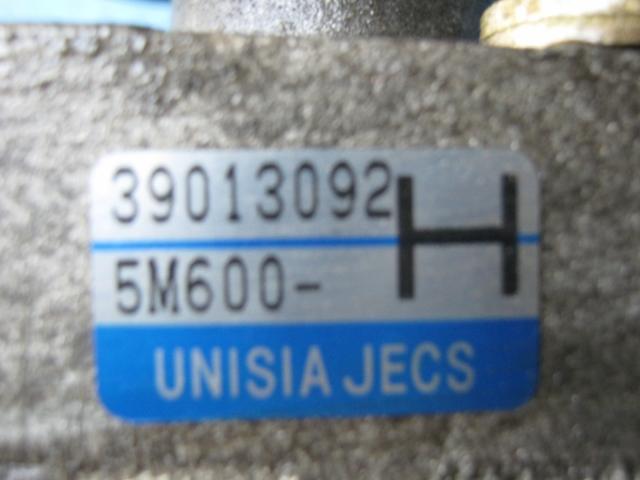 39013092
5M600-
H
UNISIA JECS